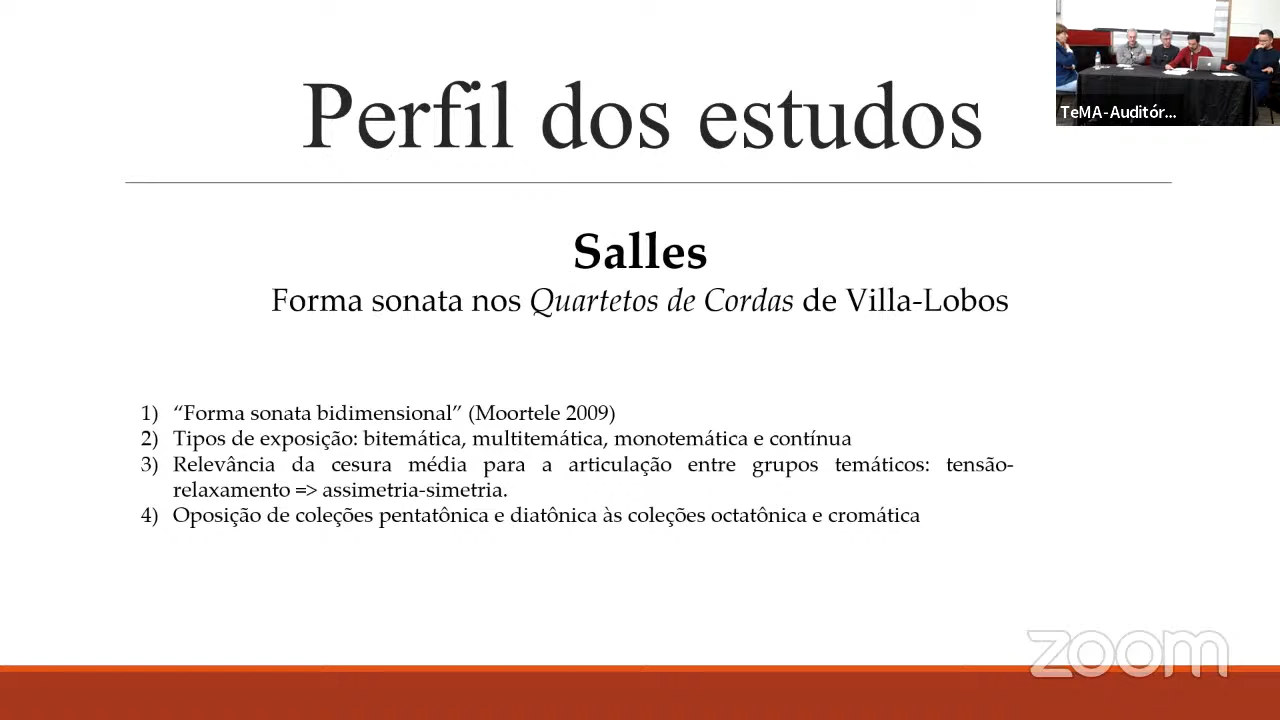 Perfil dos estudos
TeMA-Auditór...
Salles
Forma sonata nos Quartetos de Cordas de Villa-Lobos
1) “Forma sonata bidimensional” (Moortele 2009)
2) Tipos de exposição: bitemática, multitemática, monotemática e contínua
3) Relevância da cesura média para a articulação entre grupos temáticos: tensão-
relaxamento => assimetria-simetria.
4) Oposição de coleções pentatônica e diatônica às coleções octatônica e cromática
zoom